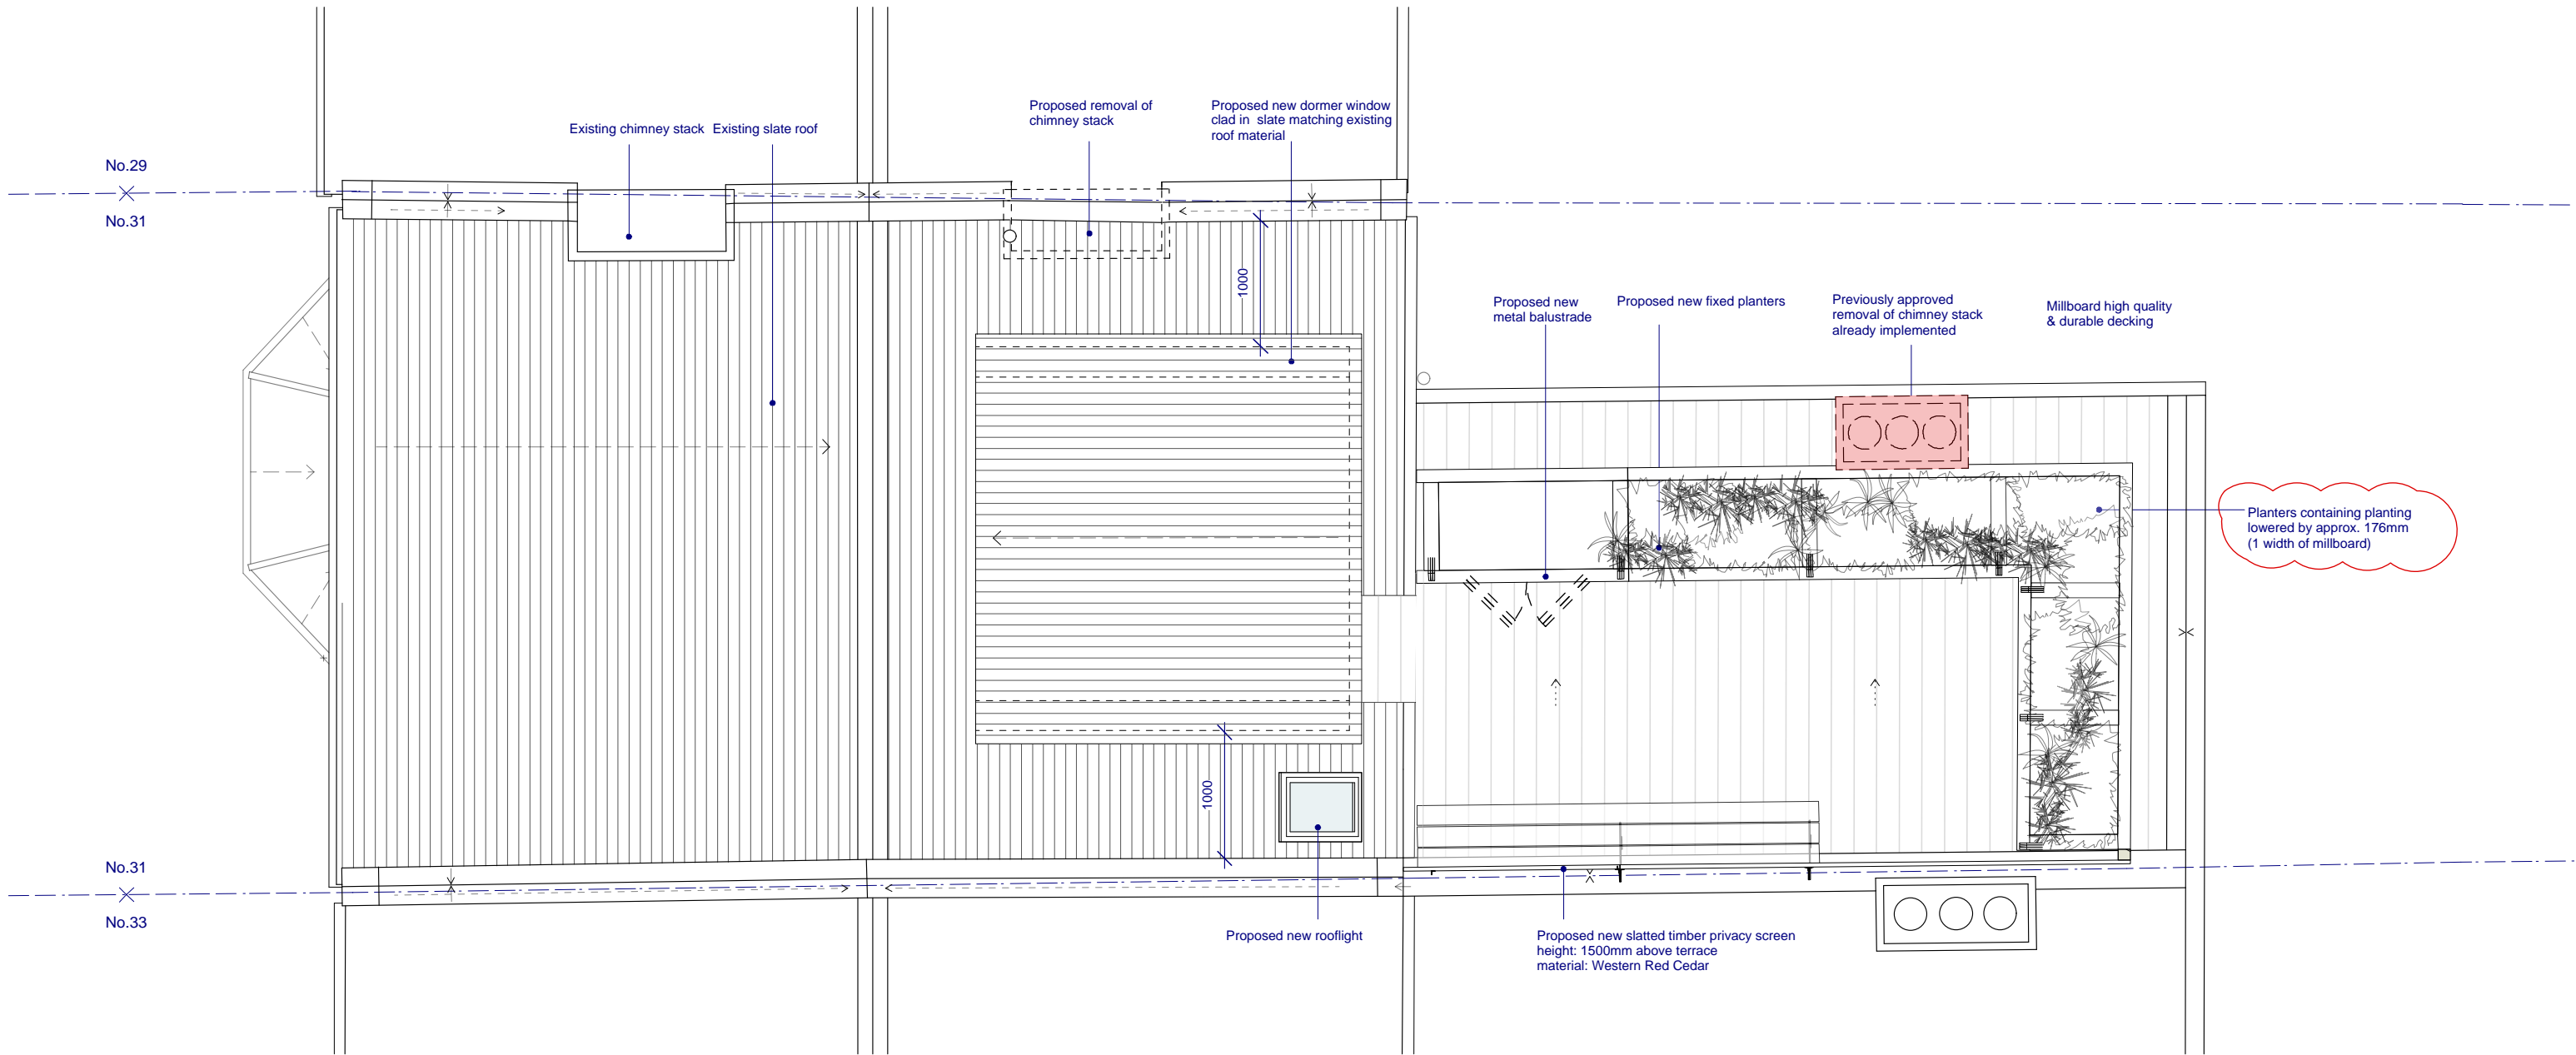 Proposed removal of
chimney stack
Proposed new dormer window
clad in slate matching existing
roof material
Existing chimney stack
Existing slate roof
No.29
No.31
1000
Proposed new
metal balustrade
Proposed new fixed planters
Previously approved
removal of chimney stack
already implemented
Millboard high quality
& durable decking
Planters containing planting
lowered by approx. 176mm
(1 width of millboard)
1000
No.31
No.33
Proposed new rooflight
Proposed new slatted timber privacy screen
height: 1500mm above terrace
material: Western Red Cedar